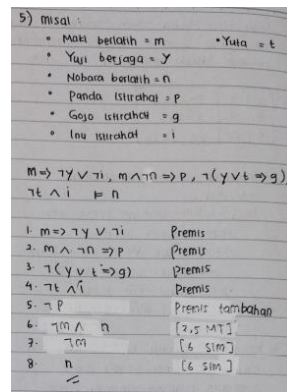 5) misal :
• Maki berlatih = m • Yuta = t
• Yuji berjaga = y
• Nobara berlatih = n
• Panda istirahat = p
• Gojo istirahat = g
• Inu istirahat = i
m => ¬y ∨ ¬i, m ∧ ¬n => p, ¬(y ∨ t => g)
¬t ∧ i ⊨ n
1. m => ¬y ∨ ¬i Premis
2. m ∧ ¬n => p Premis
3. ¬(y ∨ t => g) Premis
4. ¬t ∧ i Premis
5. ¬p Premis tambahan
6. ¬m ∧ n [2,5 MT]
7. ¬m [6 sim]
8. n [6 sim]